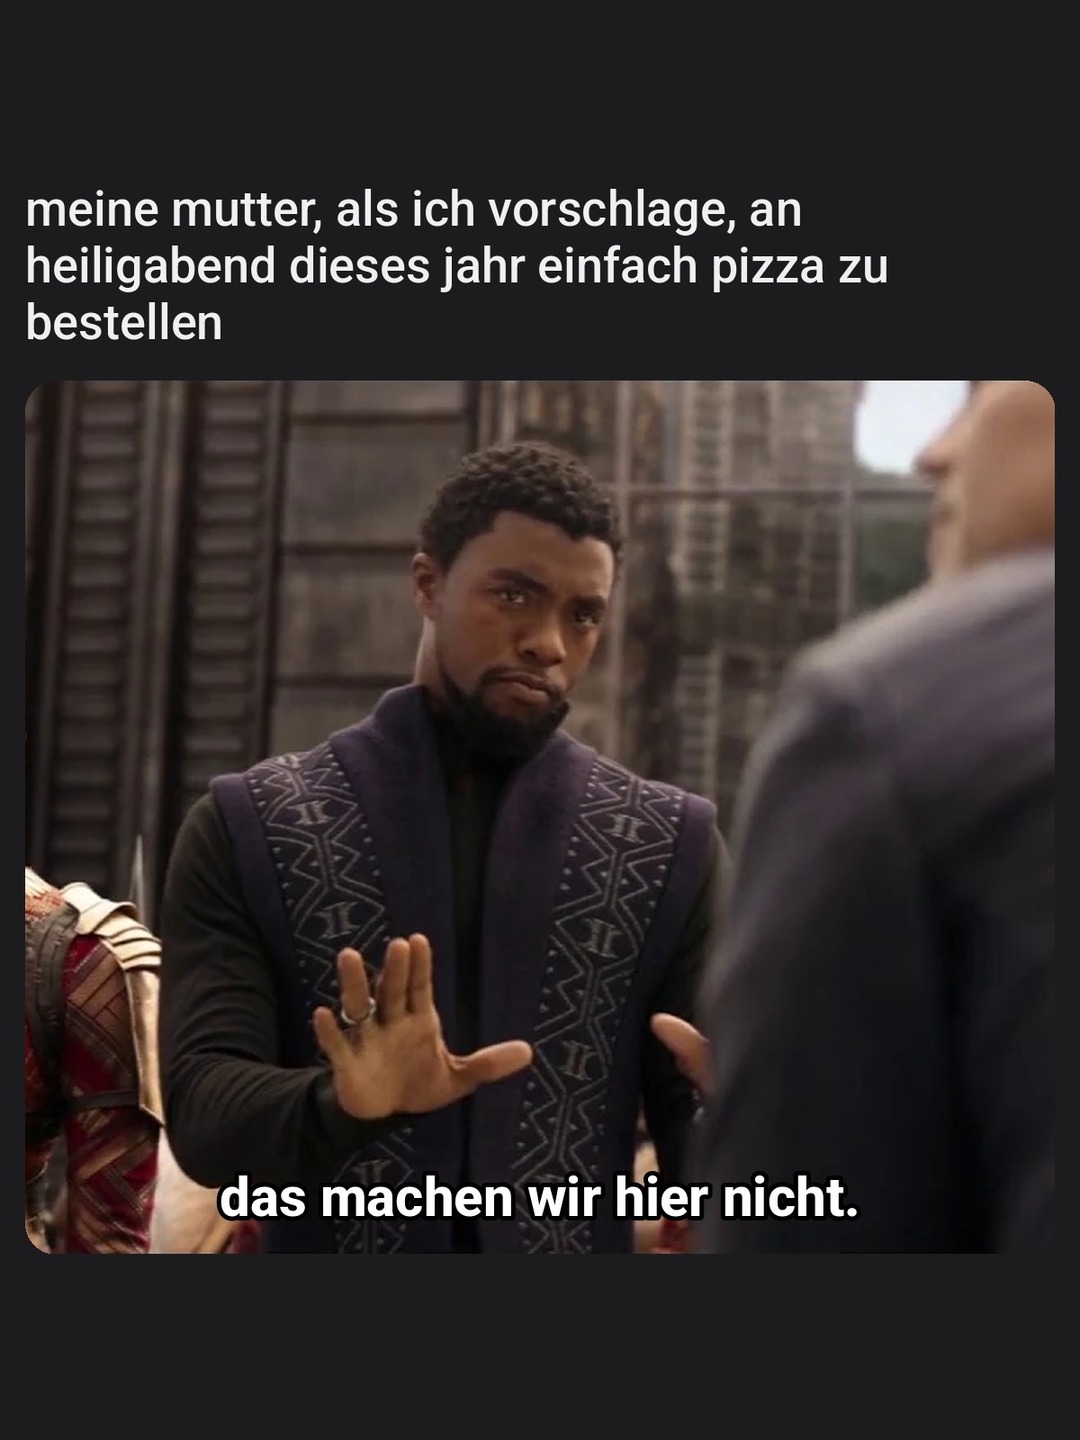 meine mutter, als ich vorschlage, an
heiligabend dieses jahr einfach pizza zu
bestellen
das machen wir hier nicht.